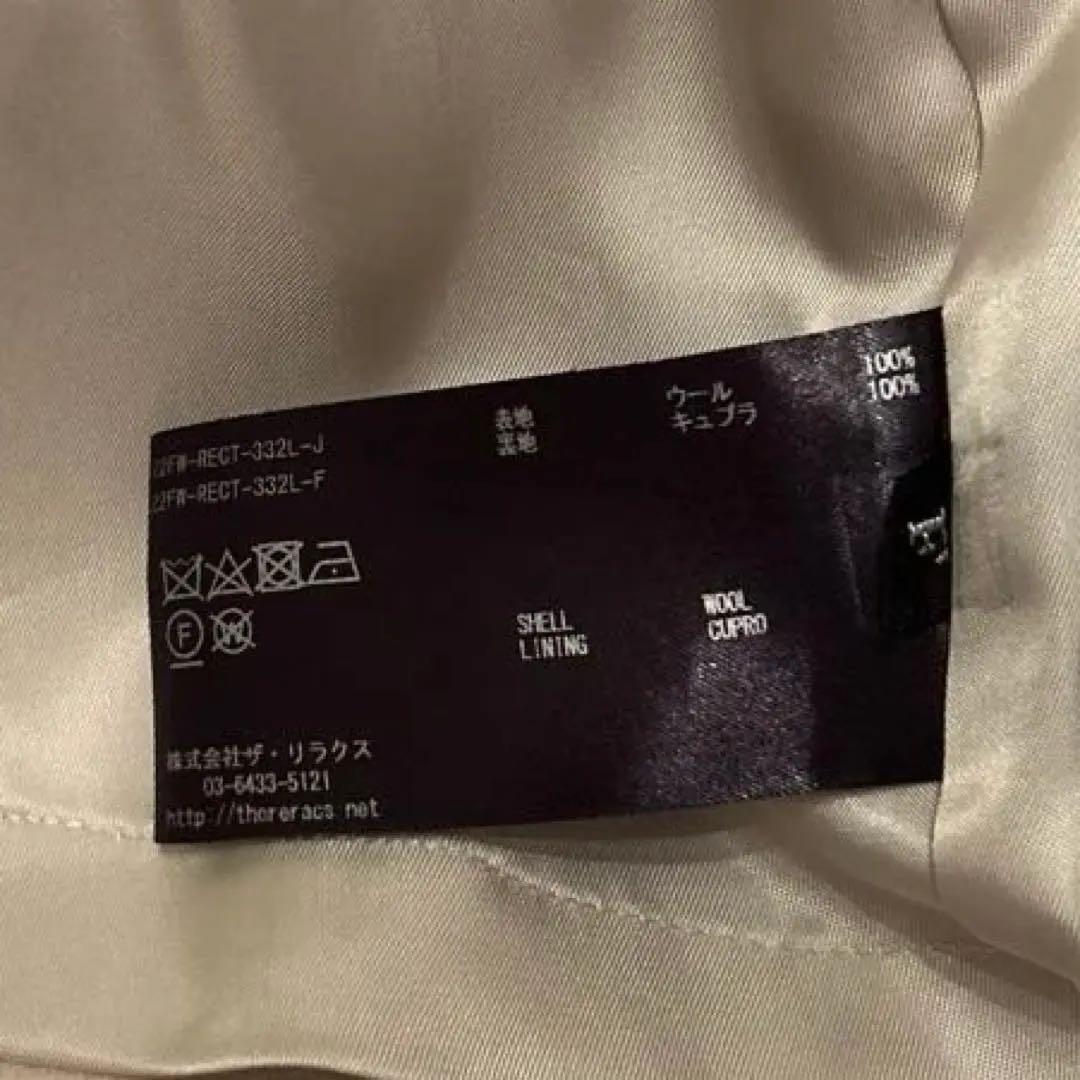 22FW-RECT-332L-J
22FW-RECT-332L-F
表地 ウール 100%
裏地 キュプラ 100%
F
W
SHELL WOOL
LINING CUPRO
株式会社ザ・リラクス
03-6433-5121
http://thereracs.net